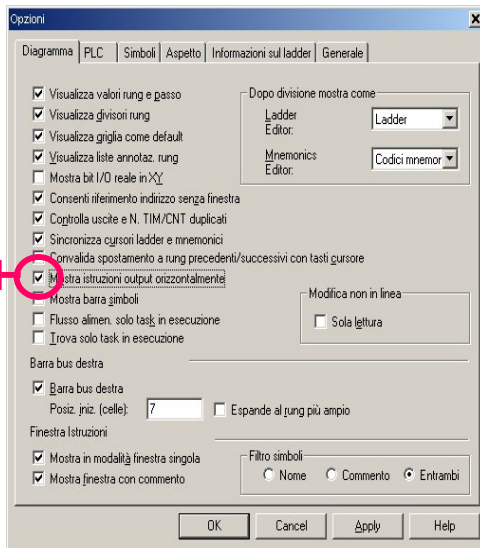 Opzioni
Diagramma PLC Simboli Aspetto Informazioni sul ladder Generale
Visualizza valori rung e passo
Visualizza divisori rung
Visualizza griglia come default
Visualizza liste annotaz. rung
Mostra bit I/O reale in XY
Consenti riferimento indirizzo senza finestra
Controlla uscite e N. TIM/CNT duplicati
Sincronizza cursori ladder e mnemonici
Convalida spostamento a rung precedenti/successivi con tasti cursore
Mostra istruzioni output orizzontalmente
Mostra barra simboli
Flusso alimen. solo task in esecuzione
Trova solo task in esecuzione
Dopo divisione mostra come
Ladder Editor: Ladder
Mnemonics Editor: Codici mnemor
Modifica non in linea
Sola lettura
Barra bus destra
Barra bus destra
Posiz. iniz. (celle): 7 Espande al rung più ampio
Finestra Istruzioni
Mostra in modalità finestra singola
Mostra finestra con commento
Filtro simboli
Nome Commento Entrambi
OK Cancel Apply Help